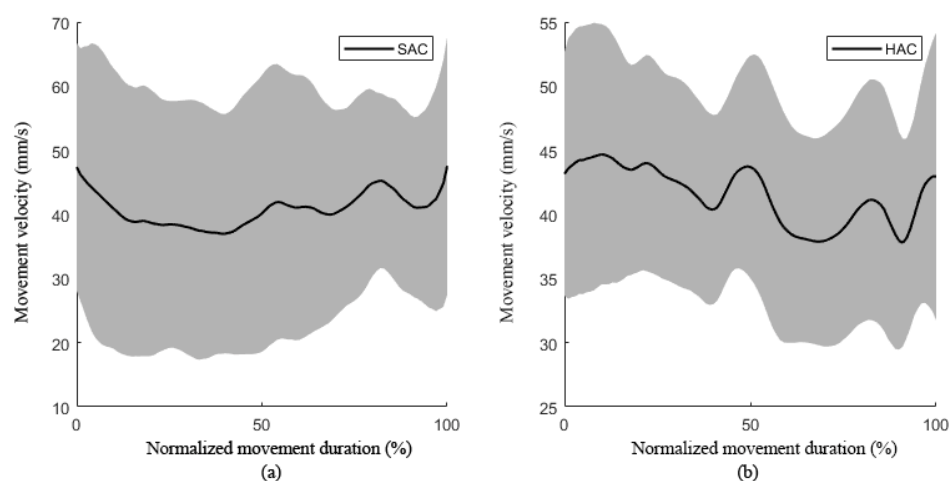 70
60
50
40
30
20
10
Movement velocity (mm/s)
SAC
0
50
100
Normalized movement duration (%)
(a)
55
50
45
40
35
30
25
Movement velocity (mm/s)
HAC
0
50
100
Normalized movement duration (%)
(b)